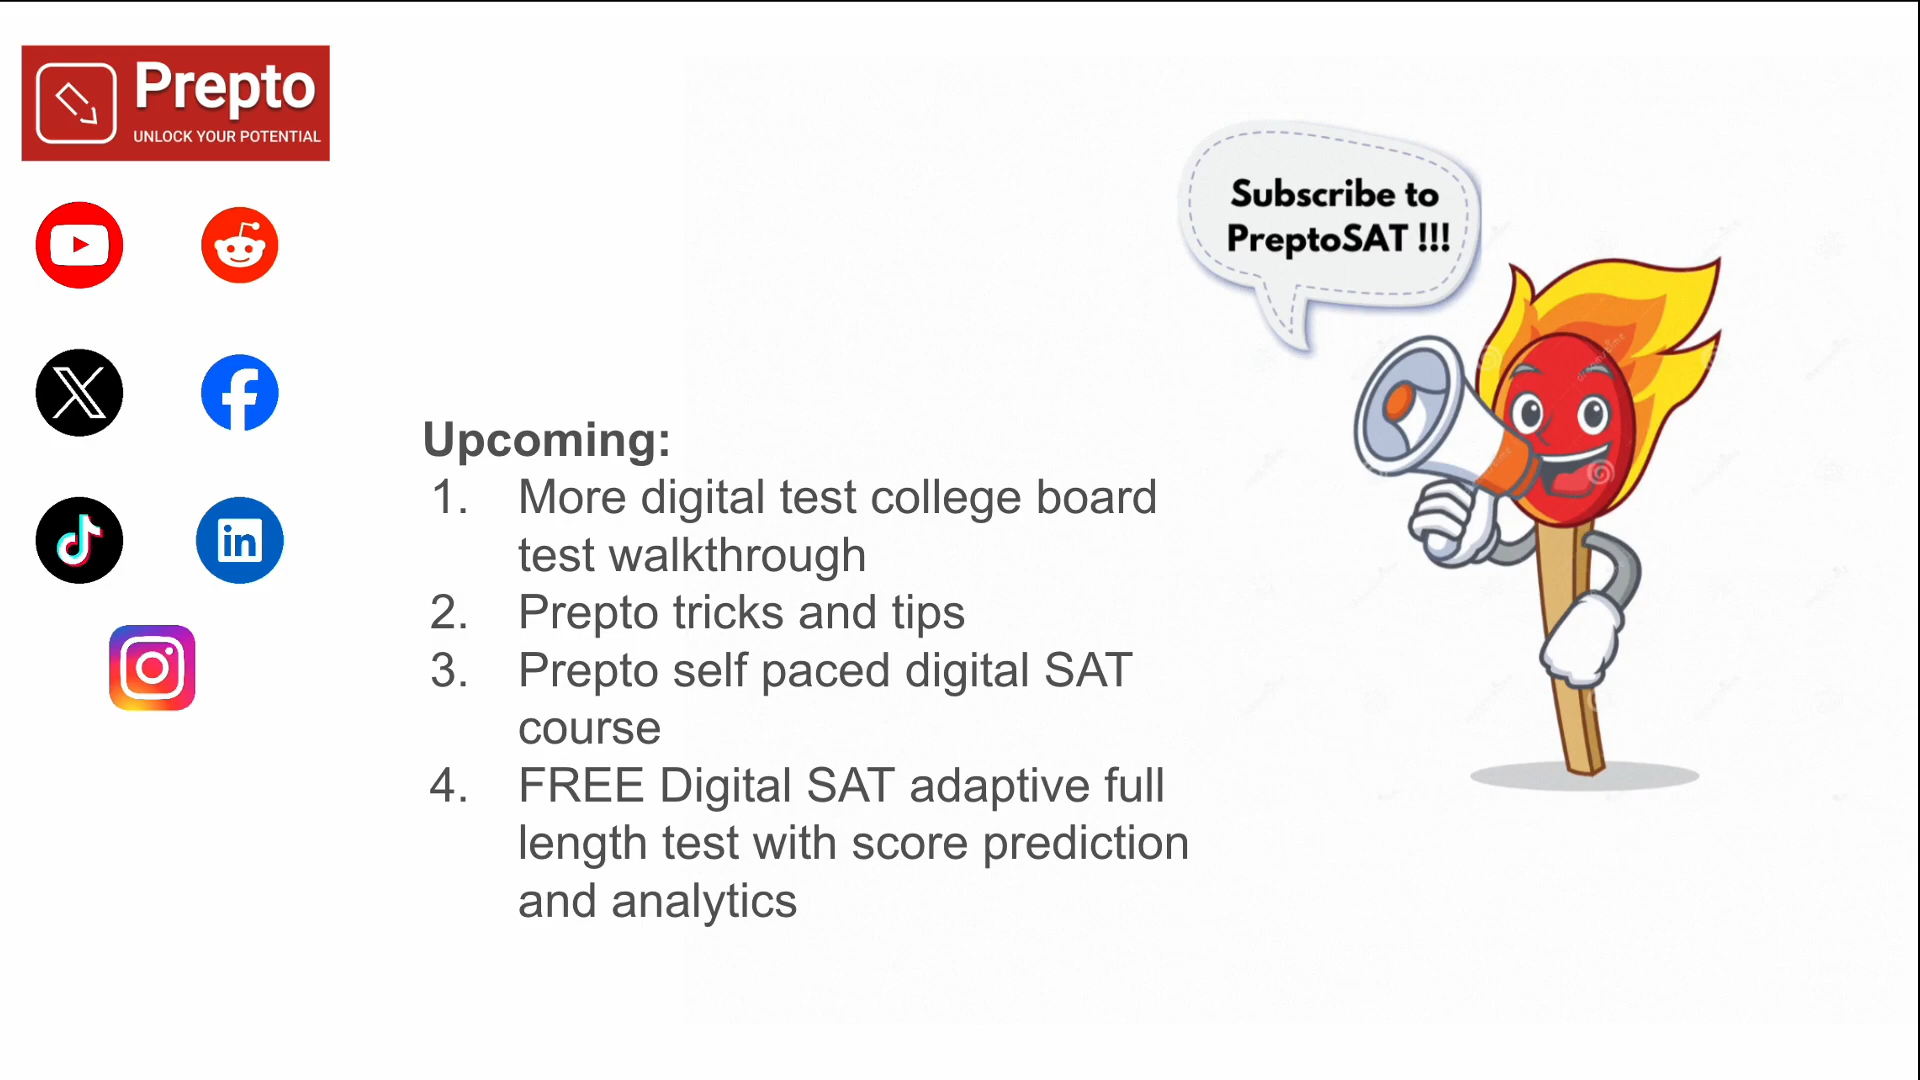 Prepto
UNLOCK YOUR POTENTIAL
Subscribe to
PreptoSAT !!!
in
Upcoming:
1. More digital test college board
test walkthrough
2. Prepto tricks and tips
3. Prepto self paced digital SAT
course
4. FREE Digital SAT adaptive full
length test with score prediction
and analytics